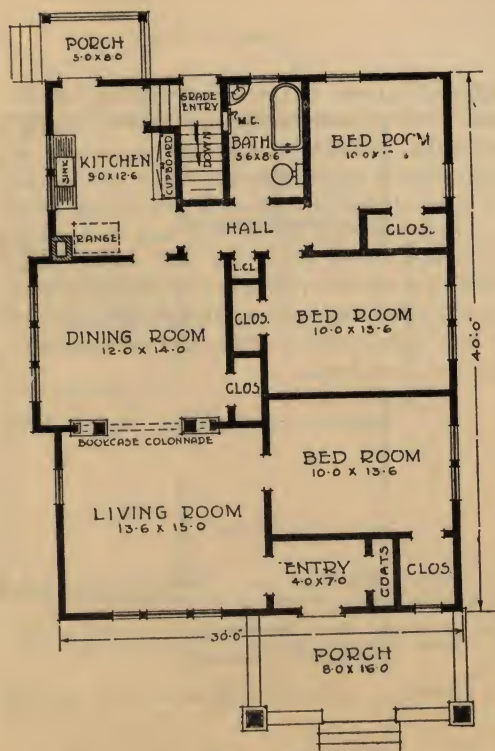 PORCH
5-0 X 8-0
GRADE
ENTRY
M.C.
KITCHEN
9-0 X 12-6
SINK
CUPBOARD
DOWN
BATH
5-6 X 8-6
BED ROOM
RANGE
HALL
CLOS.
L.CL.
DINING ROOM
12-0 X 14-0
CLOS.
BED ROOM
10-0 X 13-6
40'-0"
CLOS.
BOOKCASE COLONNADE
BED ROOM
10-0 X 13-6
LIVING ROOM
13-6 X 15-0
ENTRY
4-0 X 7-0
COATS
CLOS.
30'-0"
PORCH
8-0 X 16-0